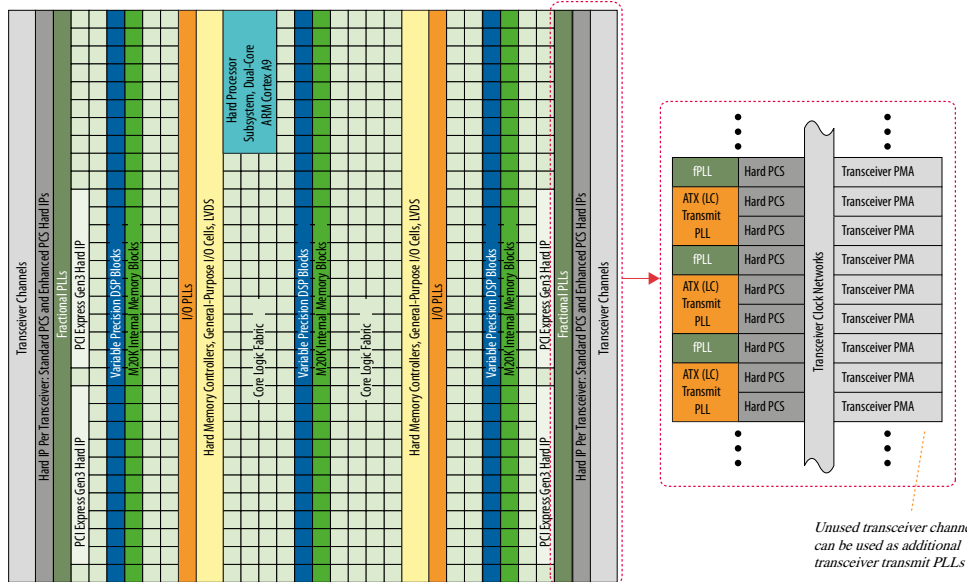 Transceiver Channels
Hard IP Per Transceiver: Standard PCS and Enhanced PCS Hard IPs
Fractional PLLs
PCI Express Gen3 Hard IP
PCI Express Gen3 Hard IP
Variable Precision DSP Blocks
M20K Internal Memory Blocks
I/O PLLs
Hard Memory Controllers, General-Purpose I/O Cells, LVDS
Hard Processor
Subsystem, Dual-Core
ARM Cortex A9
Core Logic Fabric
Variable Precision DSP Blocks
M20K Internal Memory Blocks
Core Logic Fabric
Hard Memory Controllers, General-Purpose I/O Cells, LVDS
I/O PLLs
Variable Precision DSP Blocks
M20K Internal Memory Blocks
PCI Express Gen3 Hard IP
PCI Express Gen3 Hard IP
Fractional PLLs
Hard IP Per Transceiver: Standard PCS and Enhanced PCS Hard IPs
Transceiver Channels
fPLL
ATX (LC)
Transmit
PLL
fPLL
ATX (LC)
Transmit
PLL
fPLL
ATX (LC)
Transmit
PLL
Hard PCS
Hard PCS
Hard PCS
Hard PCS
Hard PCS
Hard PCS
Hard PCS
Hard PCS
Hard PCS
Transceiver Clock Networks
Transceiver PMA
Transceiver PMA
Transceiver PMA
Transceiver PMA
Transceiver PMA
Transceiver PMA
Transceiver PMA
Transceiver PMA
Transceiver PMA
Unused transceiver
can be used as additional
transceiver transmit PLLs